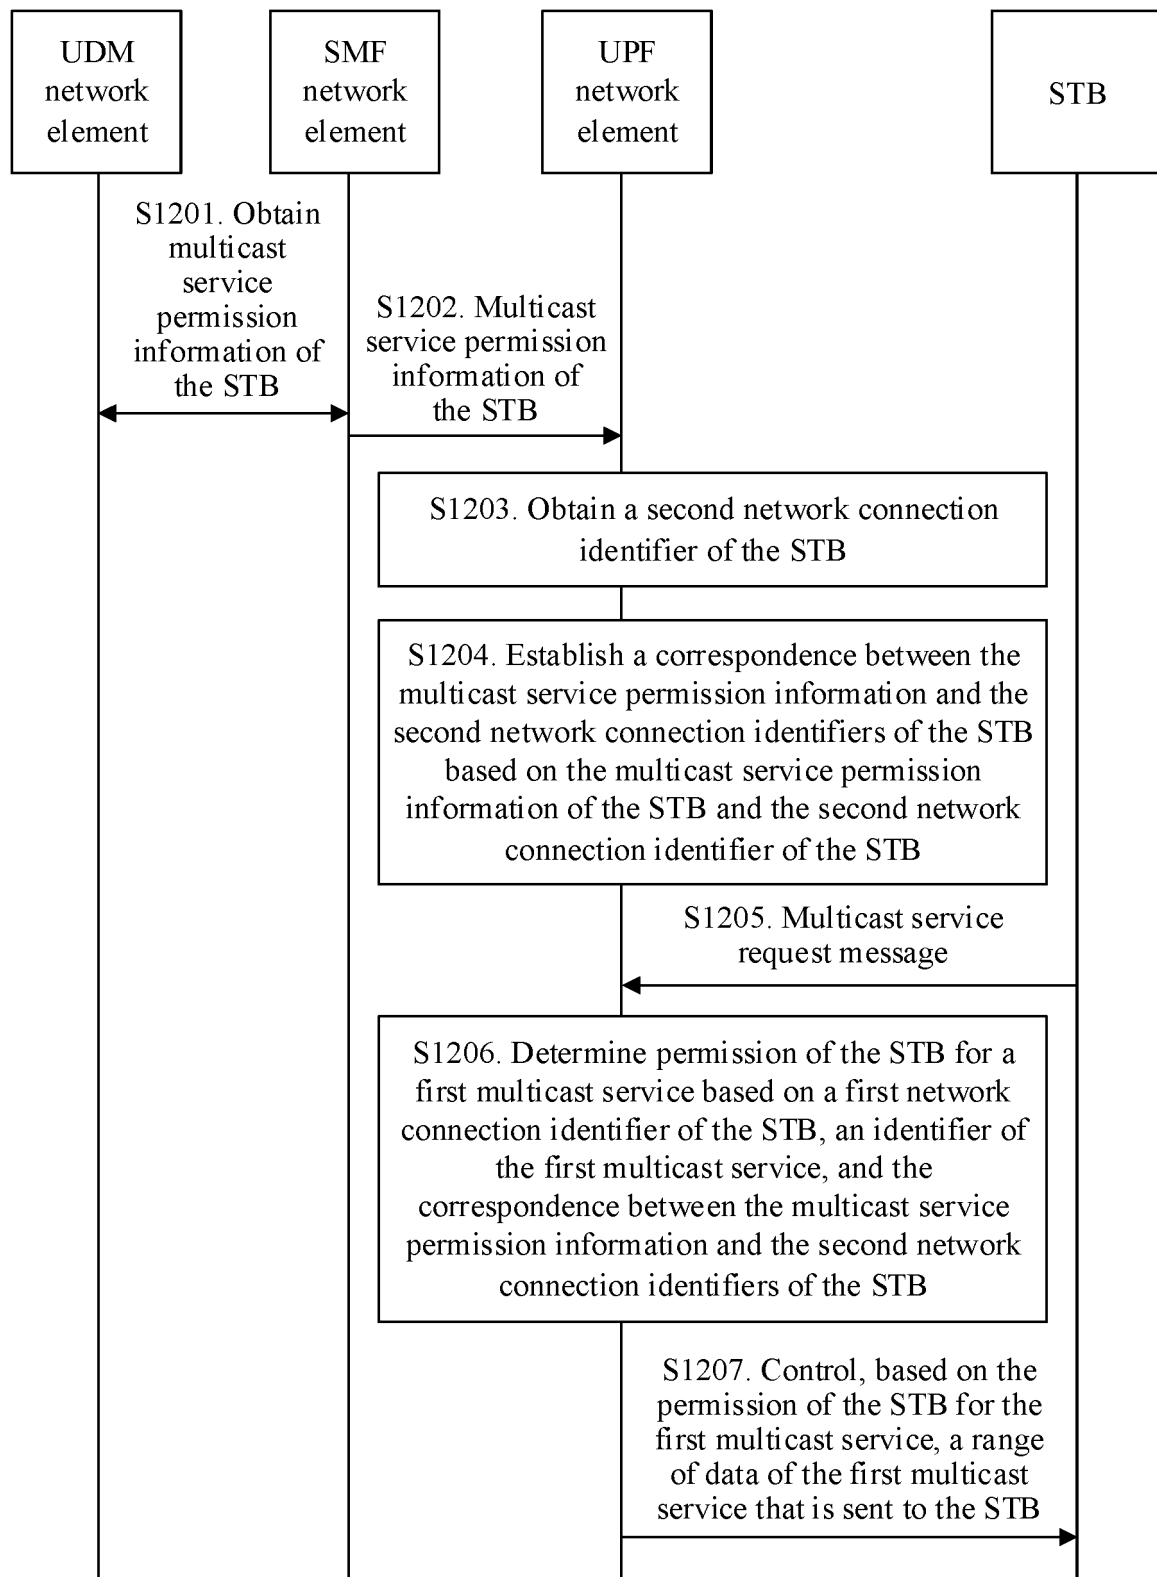 UDM
network
element
SMF
network
element
UPF
network
element
STB
S1201. Obtain
multicast
service
permission
information of
the STB
S1202. Multicast
service permission
information of
the STB
S1203. Obtain a second network connection
identifier of the STB
S1204. Establish a correspondence between the
multicast service permission information and the
second network connection identifiers of the STB
based on the multicast service permission
information of the STB and the second network
connection identifier of the STB
S1205. Multicast service
request message
S1206. Determine permission of the STB for a
first multicast service based on a first network
connection identifier of the STB, an identifier of
the first multicast service, and the
correspondence between the multicast service
permission information and the second network
connection identifiers of the STB
S1207. Control, based on the
permission of the STB for the
first multicast service, a range
of data of the first multicast
service that is sent to the STB